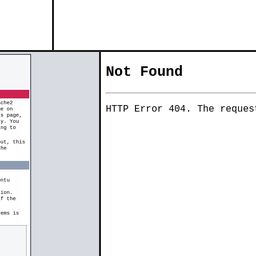 che2
e on
s page,
y. You
ng to
ut, this
he
ntu
ion.
f the
ems is
Not Found
HTTP Error 404. The request